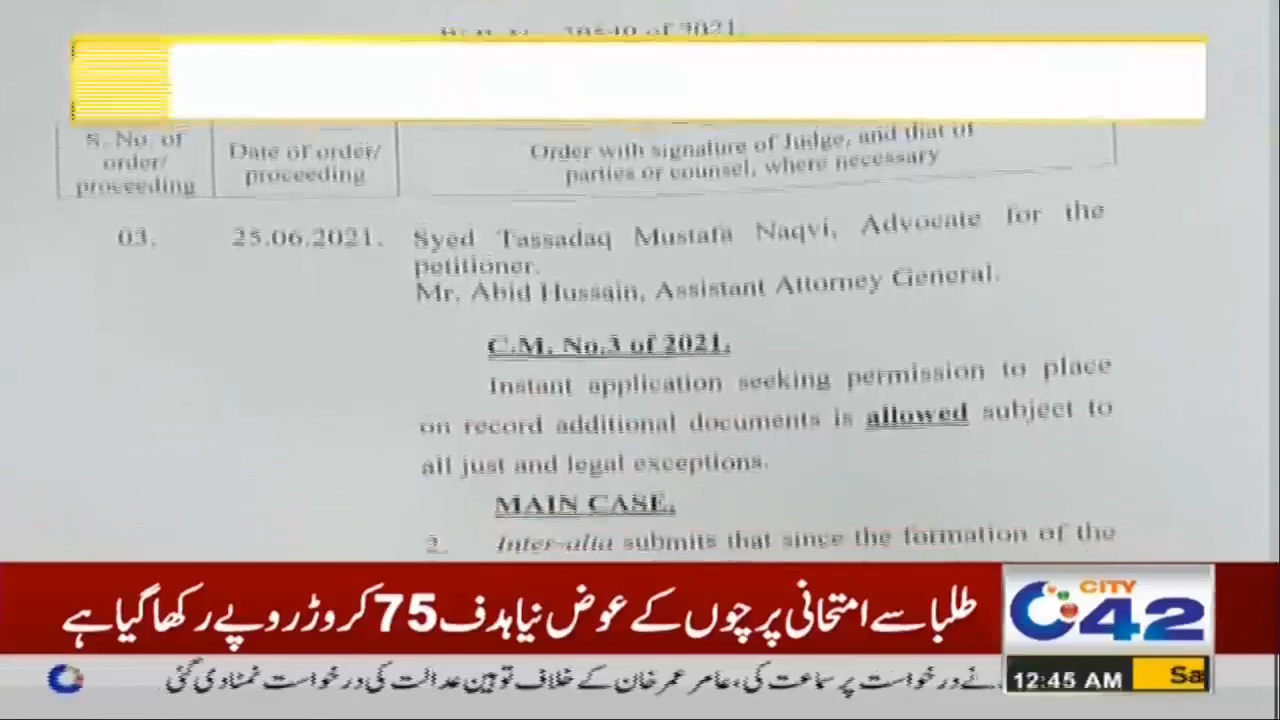 of 2021.
S. No. of order/ proceeding
Date of order/ proceeding
Order with signature of Judge, and that of parties or counsel, where necessary
03.
25.06.2021.
Syed Tassadaq Mustafa Naqvi, Advocate for the
petitioner.
Mr. Abid Hussain, Assistant Attorney General.
C.M. No.3 of 2021.
Instant application seeking permission to place
on record additional documents is allowed subject to
all just and legal exceptions.
MAIN CASE.
2. Inter-alia submits that since the formation of the
طلبا سے امتحانی پرچوں کے عوض نیا ہدف 75 کروڑ روپے رکھا گیا ہے
CITY
42
نے درخواست پر سماعت کی، عامر عمر خان کے خلاف توہین عدالت کی درخواست نمٹا دی گئی
12:45 AM
Sa